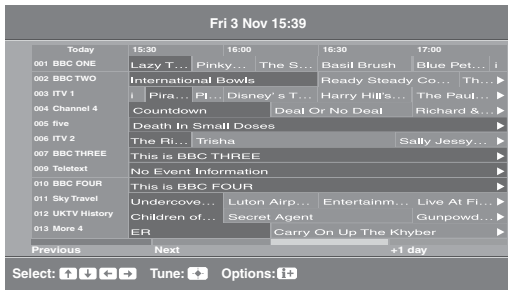 Fri 3 Nov 15:39
Today 15:30 16:00 16:30 17:00
001 BBC ONE Lazy T... Pinky... The S... Basil Brush Blue Pet... i
002 BBC TWO International Bowls Ready Steady Co... Th...
003 ITV 1 i Pira... Pl... Disney's T... Harry Hill's... The Paul...
004 Channel 4 Countdown Deal Or No Deal Richard &...
005 five Death In Small Doses
006 ITV 2 The Ri... Trisha Sally Jessy...
007 BBC THREE This is BBC THREE
009 Teletext No Event Information
010 BBC FOUR This is BBC FOUR
011 Sky Travel Undercove... Luton Airp... Entertainm... Live At Fi...
012 UKTV History Children of... Secret Agent Gunpowd...
013 More 4 ER Carry On Up The Khyber
Previous Next +1 day
Select: Tune: Options: i+